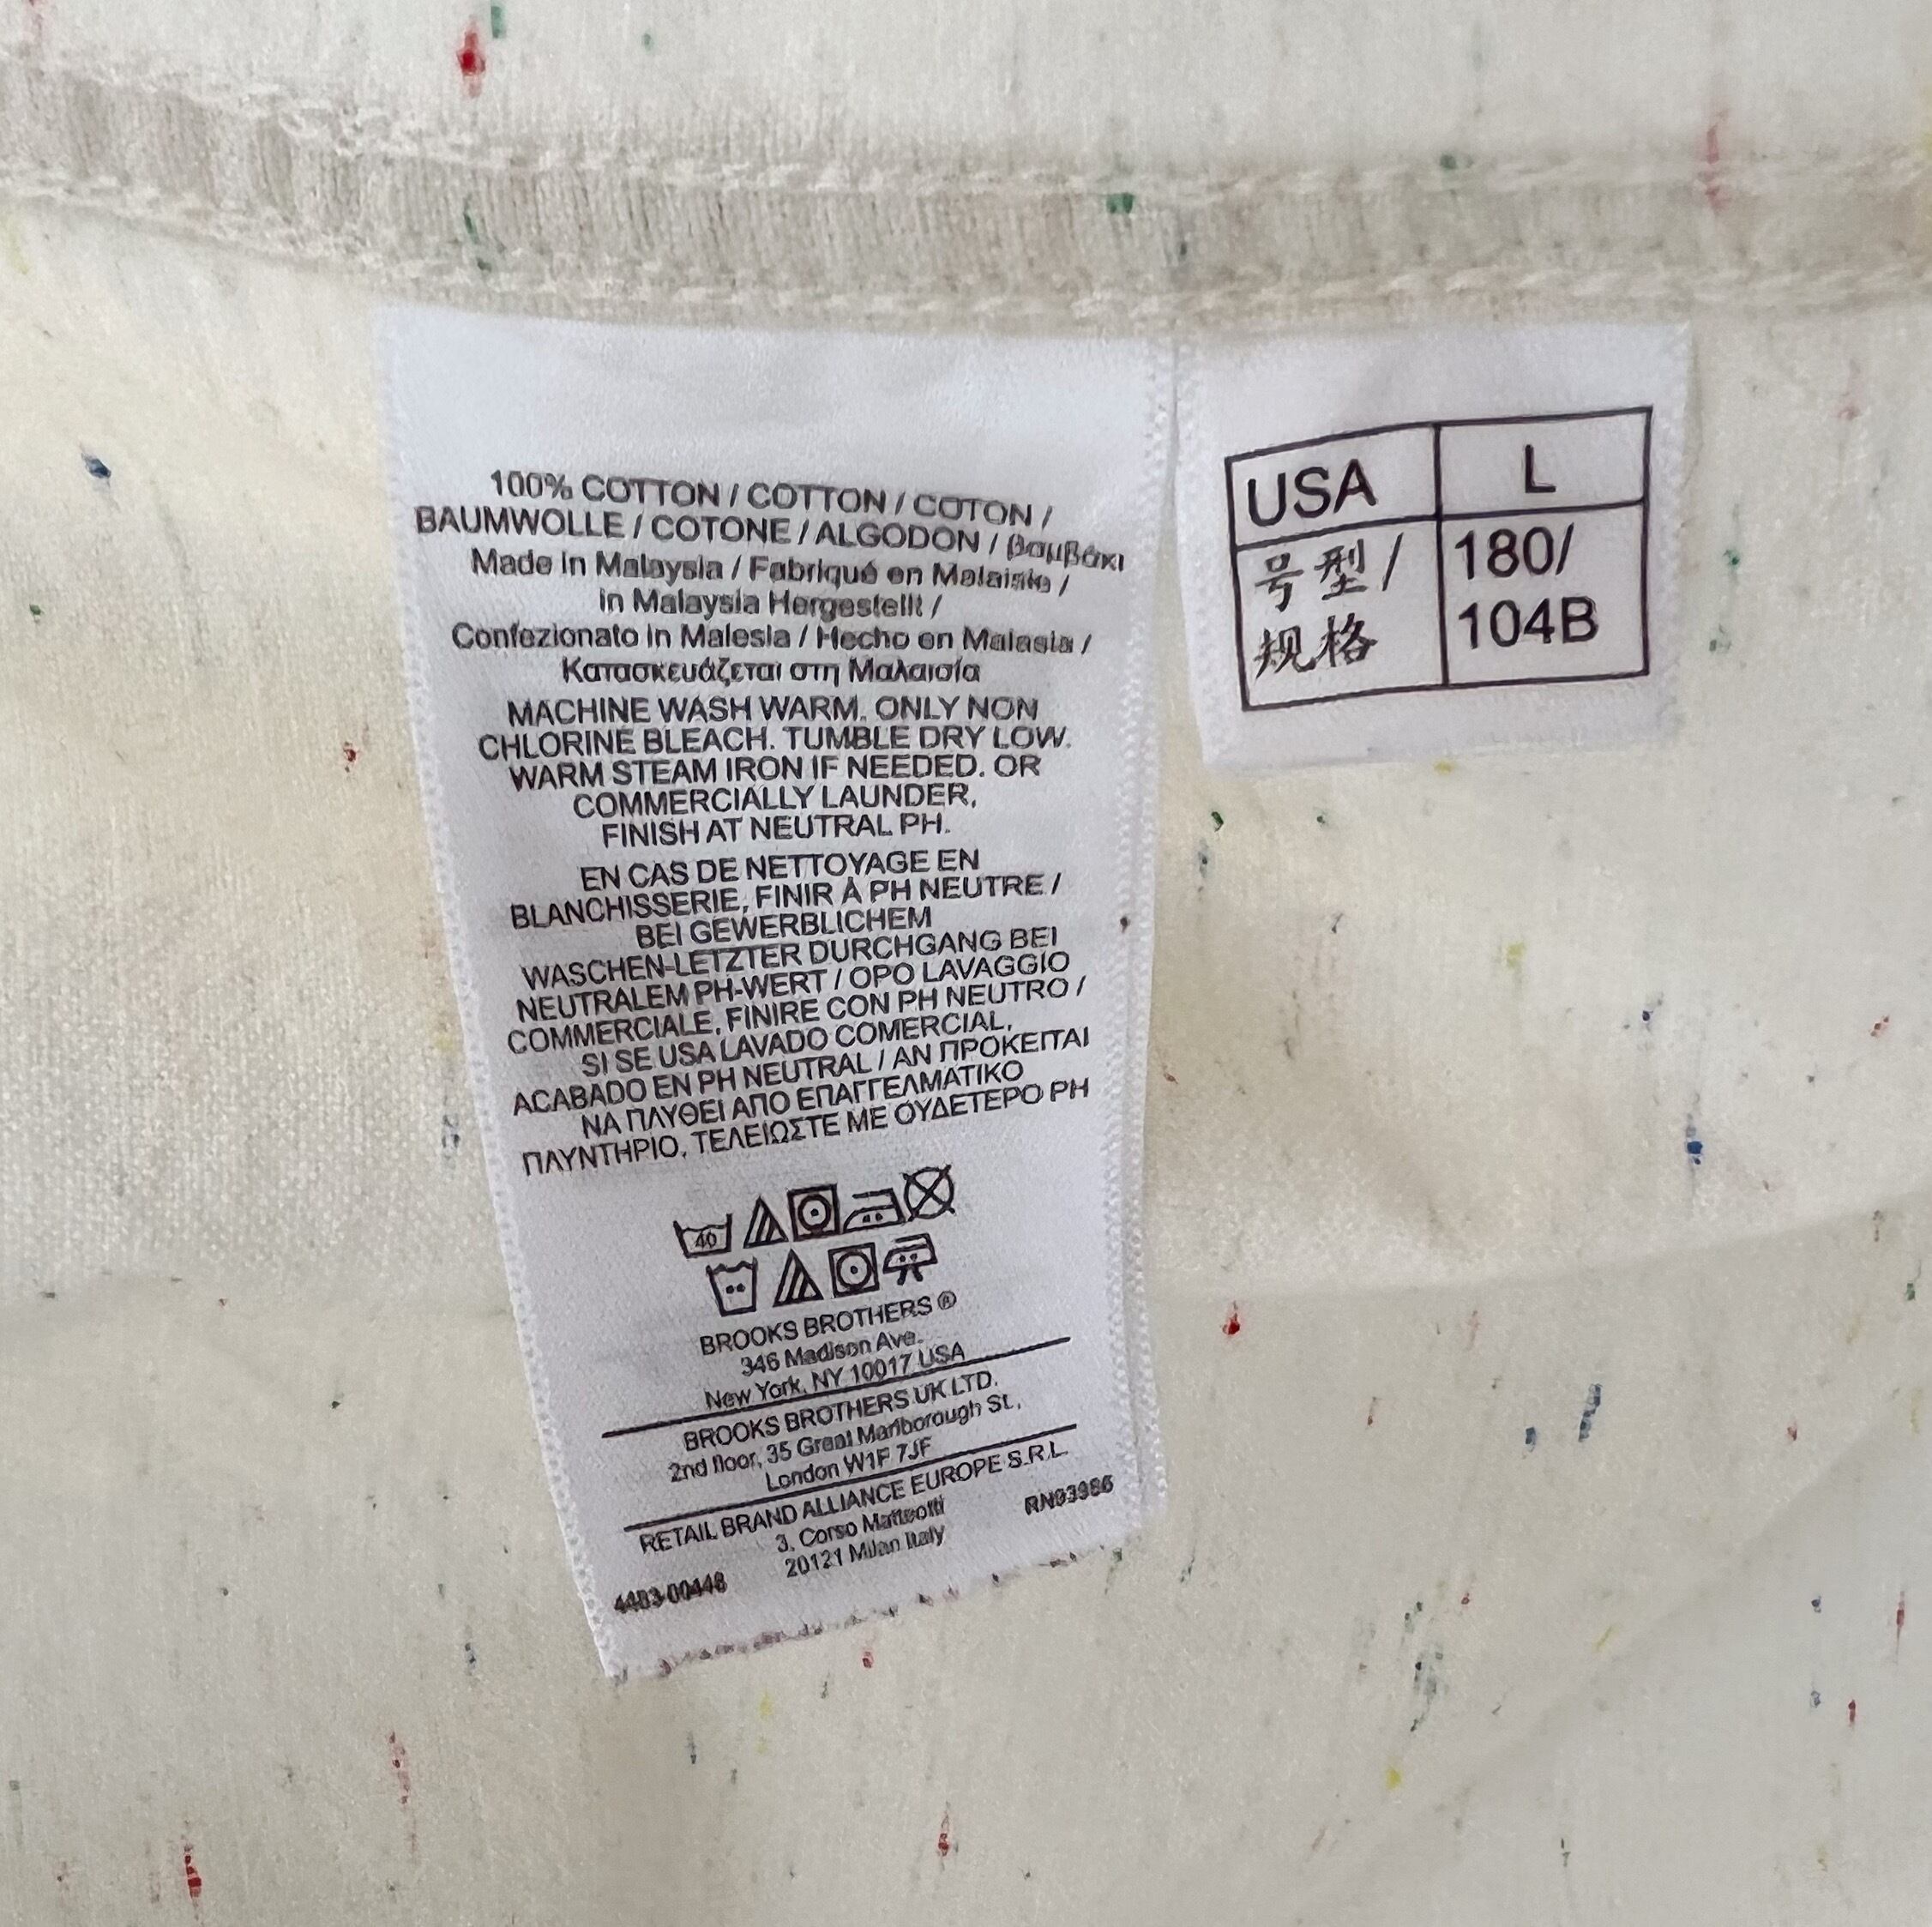 100% COTTON / COTTON / COTON /
BAUMWOLLE / COTONE / ALGODON / βαμβάκι
Made in Malaysia / Fabriqué en Malaisie /
in Malaysia Hergestellt /
Confezionato in Malesia / Hecho en Malasia /
Κατασκευάζεται στη Μαλαισία
MACHINE WASH WARM. ONLY NON
CHLORINE BLEACH. TUMBLE DRY LOW.
WARM STEAM IRON IF NEEDED. OR
COMMERCIALLY LAUNDER,
FINISH AT NEUTRAL PH.
EN CAS DE NETTOYAGE EN
BLANCHISSERIE, FINIR À PH NEUTRE /
BEI GEWERBLICHEM
WASCHEN-LETZTER DURCHGANG BEI
NEUTRALEM PH-WERT / OPO LAVAGGIO
COMMERCIALE, FINIRE CON PH NEUTRO /
SI SE USA LAVADO COMERCIAL,
ACABADO EN PH NEUTRAL / ΑΝ ΠΡΟΚΕΙΤΑΙ
ΝΑ ΠΛΥΘΕΙ ΑΠΟ ΕΠΑΓΓΕΛΜΑΤΙΚΟ
ΠΛΥΝΤΗΡΙΟ, ΤΕΛΕΙΩΣΤΕ ΜΕ ΟΥΔΕΤΕΡΟ PH
40
BROOKS BROTHERS ®
346 Madison Ave.
New York, NY 10017 USA
BROOKS BROTHERS UK LTD.
2nd floor, 35 Great Marlborough St.,
London W1F 7JF
RETAIL BRAND ALLIANCE EUROPE S.R.L
3, Corso Matteotti
20121 Milan Italy
RN93986
4483-00448
USA L
号型/ 180/
规格 104B